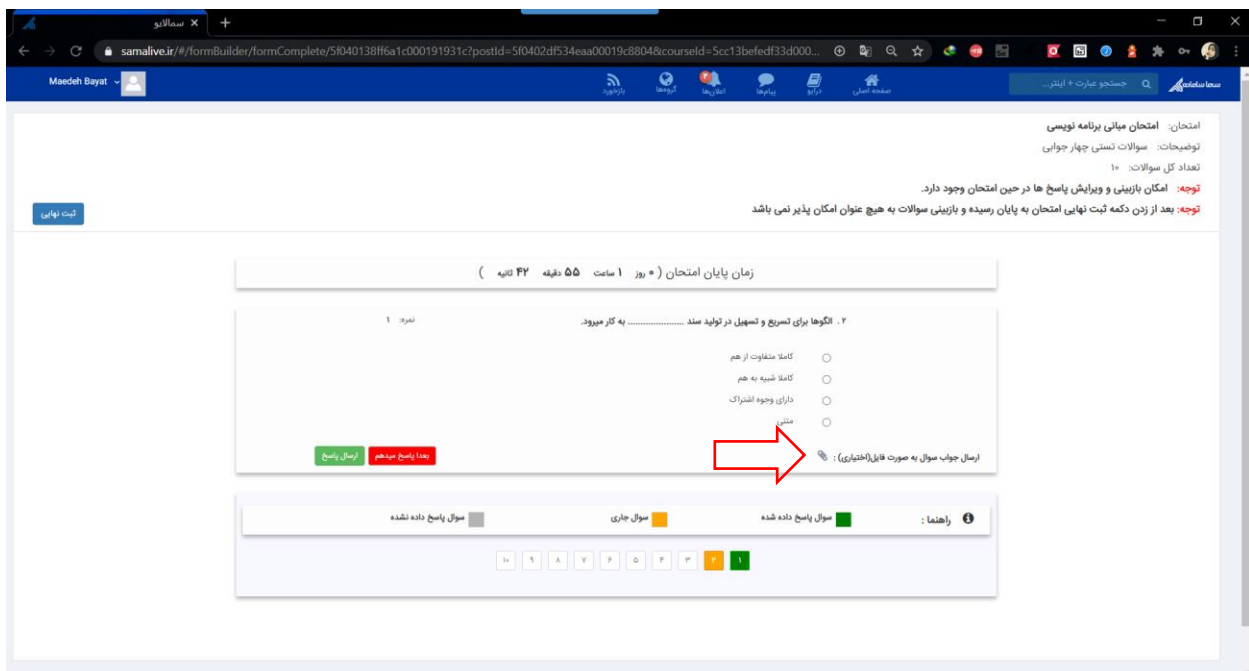 سمالایو
samalive.ir/#/formBuilder/formComplete/5f040138ff6a1c000191931c?postId=5f0402df534eaa00019c8804&courseId=5cc13befedf33d000...
Maedeh Bayat
بازخورد
گروه‌ها
اعلان‌ها
پیام‌ها
درایو
صفحه اصلی
جستجو عبارت + اینتر...
امتحان: امتحان میانی برنامه نویسی
توضیحات: سوالات تستی چهار جوابی
تعداد کل سوالات: ۱۰
توجه: امکان بازبینی و ویرایش پاسخ ها در حین امتحان وجود دارد.
توجه: بعد از زدن دکمه ثبت نهایی امتحان به پایان رسیده و بازبینی سوالات به هیچ عنوان امکان پذیر نمی باشد
ثبت نهایی
زمان پایان امتحان ( ۰ روز ۱ ساعت ۵۵ دقیقه ۴۲ ثانیه )
۲ . الگوها برای تسریع و تسهیل در تولید سند ...................... به کار میرود.
نمره: ۱
کاملا متفاوت از هم
کاملا شبیه به هم
دارای وجوه اشتراک
متنی
ارسال جواب سوال به صورت فایل(اختیاری) :
بعدا پاسخ میدهم
ارسال پاسخ
راهنما :
سوال پاسخ داده شده
سوال جاری
سوال پاسخ داده نشده
۱ ۲ ۳ ۴ ۵ ۶ ۷ ۸ ۹ ۱۰